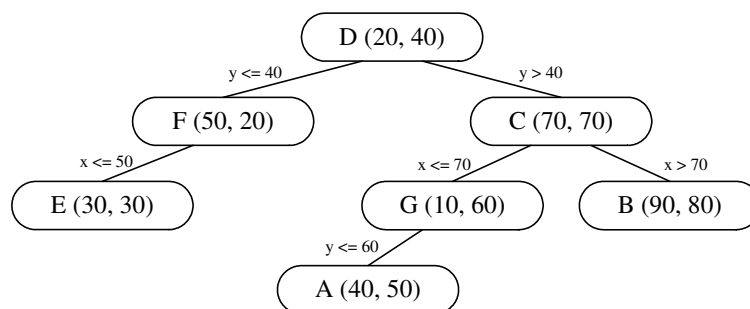 D (20, 40)
y <= 40
y > 40
F (50, 20)
C (70, 70)
x <= 50
x <= 70
x > 70
E (30, 30)
G (10, 60)
B (90, 80)
y <= 60
A (40, 50)